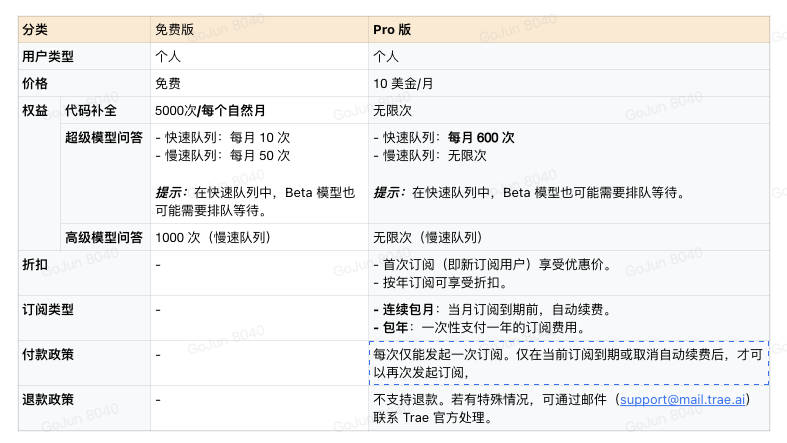 分类 免费版 Pro 版
用户类型 个人 个人
价格 免费 10 美金/月
权益 代码补全 5000次/每个自然月 无限次
超级模型问答 - 快速队列：每月 10 次 - 快速队列：每月 600 次
- 慢速队列：每月 50 次 - 慢速队列：无限次
提示：在快速队列中，Beta 模型也 提示：在快速队列中，Beta 模型也可能需要排队等待。
可能需要排队等待。
高级模型问答 1000 次（慢速队列） 无限次（慢速队列）
折扣 - - 首次订阅（即新订阅用户）享受优惠价。
- 按年订阅可享受折扣。
订阅类型 - - 连续包月：当月订阅到期前，自动续费。
- 包年：一次性支付一年的订阅费用。
付款政策 - 每次仅能发起一次订阅。仅在当前订阅到期或取消自动续费后，才可
以再次发起订阅，
退款政策 - 不支持退款。若有特殊情况，可通过邮件（support@mail.trae.ai）
联系 Trae 官方处理。
GoJun 8040